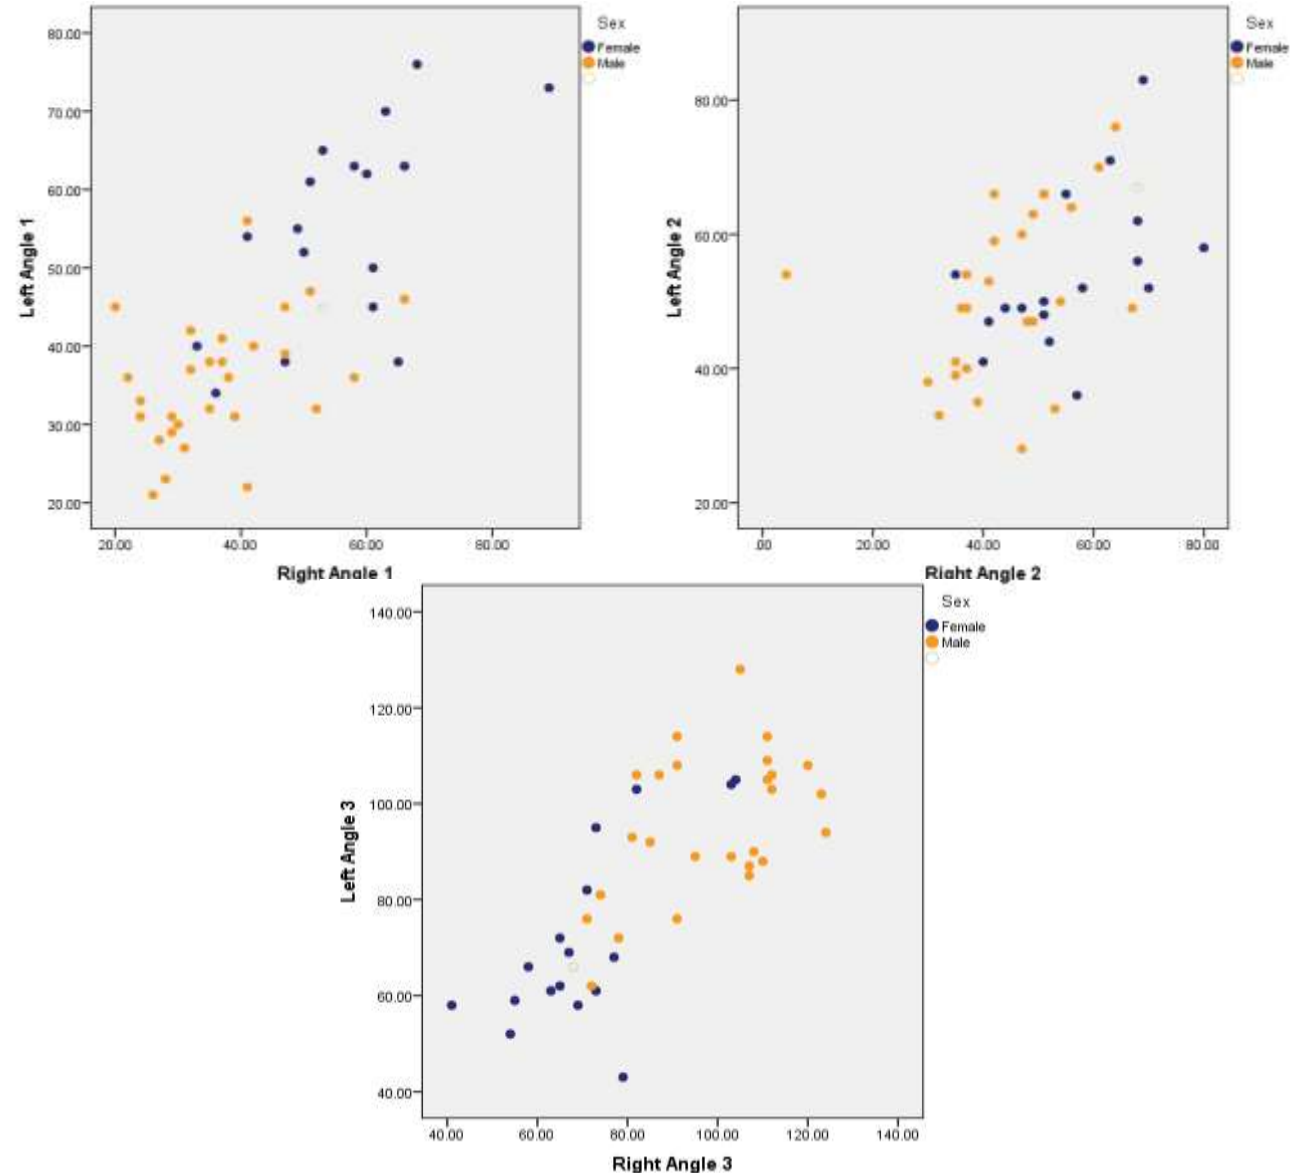 Sex
Female
Male
80.00
70.00
60.00
50.00
40.00
30.00
20.00
Left Angle 1
20.00 40.00 60.00 80.00
Right Angle 1
Sex
Female
Male
80.00
60.00
40.00
20.00
Left Angle 2
.00 20.00 40.00 60.00 80.00
Right Angle 2
Sex
Female
Male
140.00
120.00
100.00
80.00
60.00
40.00
Left Angle 3
40.00 60.00 80.00 100.00 120.00 140.00
Right Angle 3